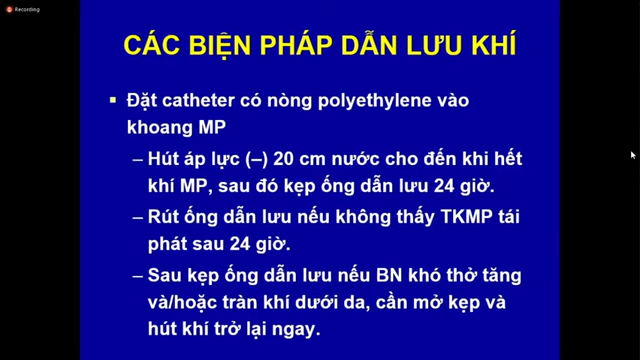 Recording
CÁC BIỆN PHÁP DẪN LƯU KHÍ
▪ Đặt catheter có nòng polyethylene vào
khoang MP
– Hút áp lực (–) 20 cm nước cho đến khi hết
khí MP, sau đó kẹp ống dẫn lưu 24 giờ.
– Rút ống dẫn lưu nếu không thấy TKMP tái
phát sau 24 giờ.
– Sau kẹp ống dẫn lưu nếu BN khó thở tăng
và/hoặc tràn khí dưới da, cần mở kẹp và
hút khí trở lại ngay.